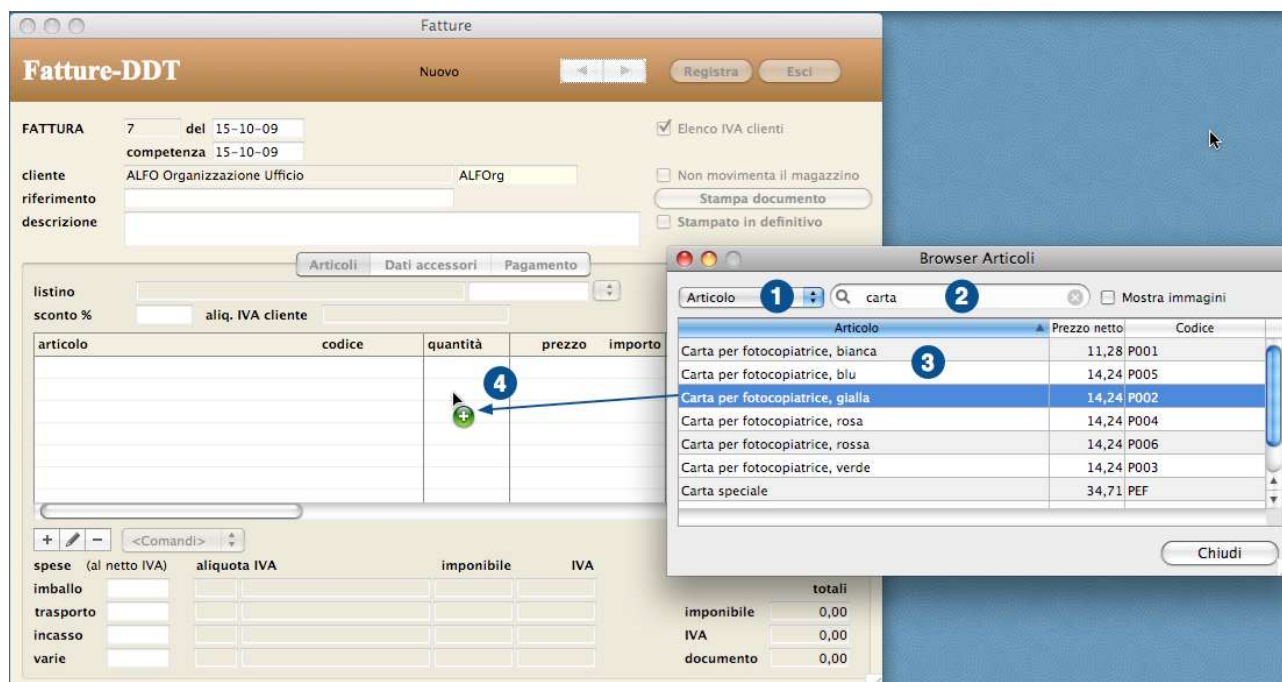 Fatture
Fatture-DDT
Nuovo
Registra
Esci
FATTURA 7 del 15-10-09
Elenco IVA clienti
competenza 15-10-09
cliente ALFO Organizzazione Ufficio ALFOrg
Non movimenta il magazzino
riferimento
Stampa documento
descrizione
Stampato in definitivo
Articoli Dati accessori Pagamento
listino
sconto % aliq. IVA cliente
articolo codice quantità prezzo importo
4
+ -
<Comandi>
spese (al netto IVA) aliquota IVA imponibile IVA
imballo totali
trasporto imponibile 0,00
incasso IVA 0,00
varie documento 0,00
Browser Articoli
Articolo 1 carta 2 Mostra immagini
Articolo Prezzo netto Codice
Carta per fotocopiatrice, bianca 11,28 P001
3
Carta per fotocopiatrice, blu 14,24 P005
Carta per fotocopiatrice, gialla 14,24 P002
Carta per fotocopiatrice, rosa 14,24 P004
Carta per fotocopiatrice, rossa 14,24 P006
Carta per fotocopiatrice, verde 14,24 P003
Carta speciale 34,71 PEF
Chiudi